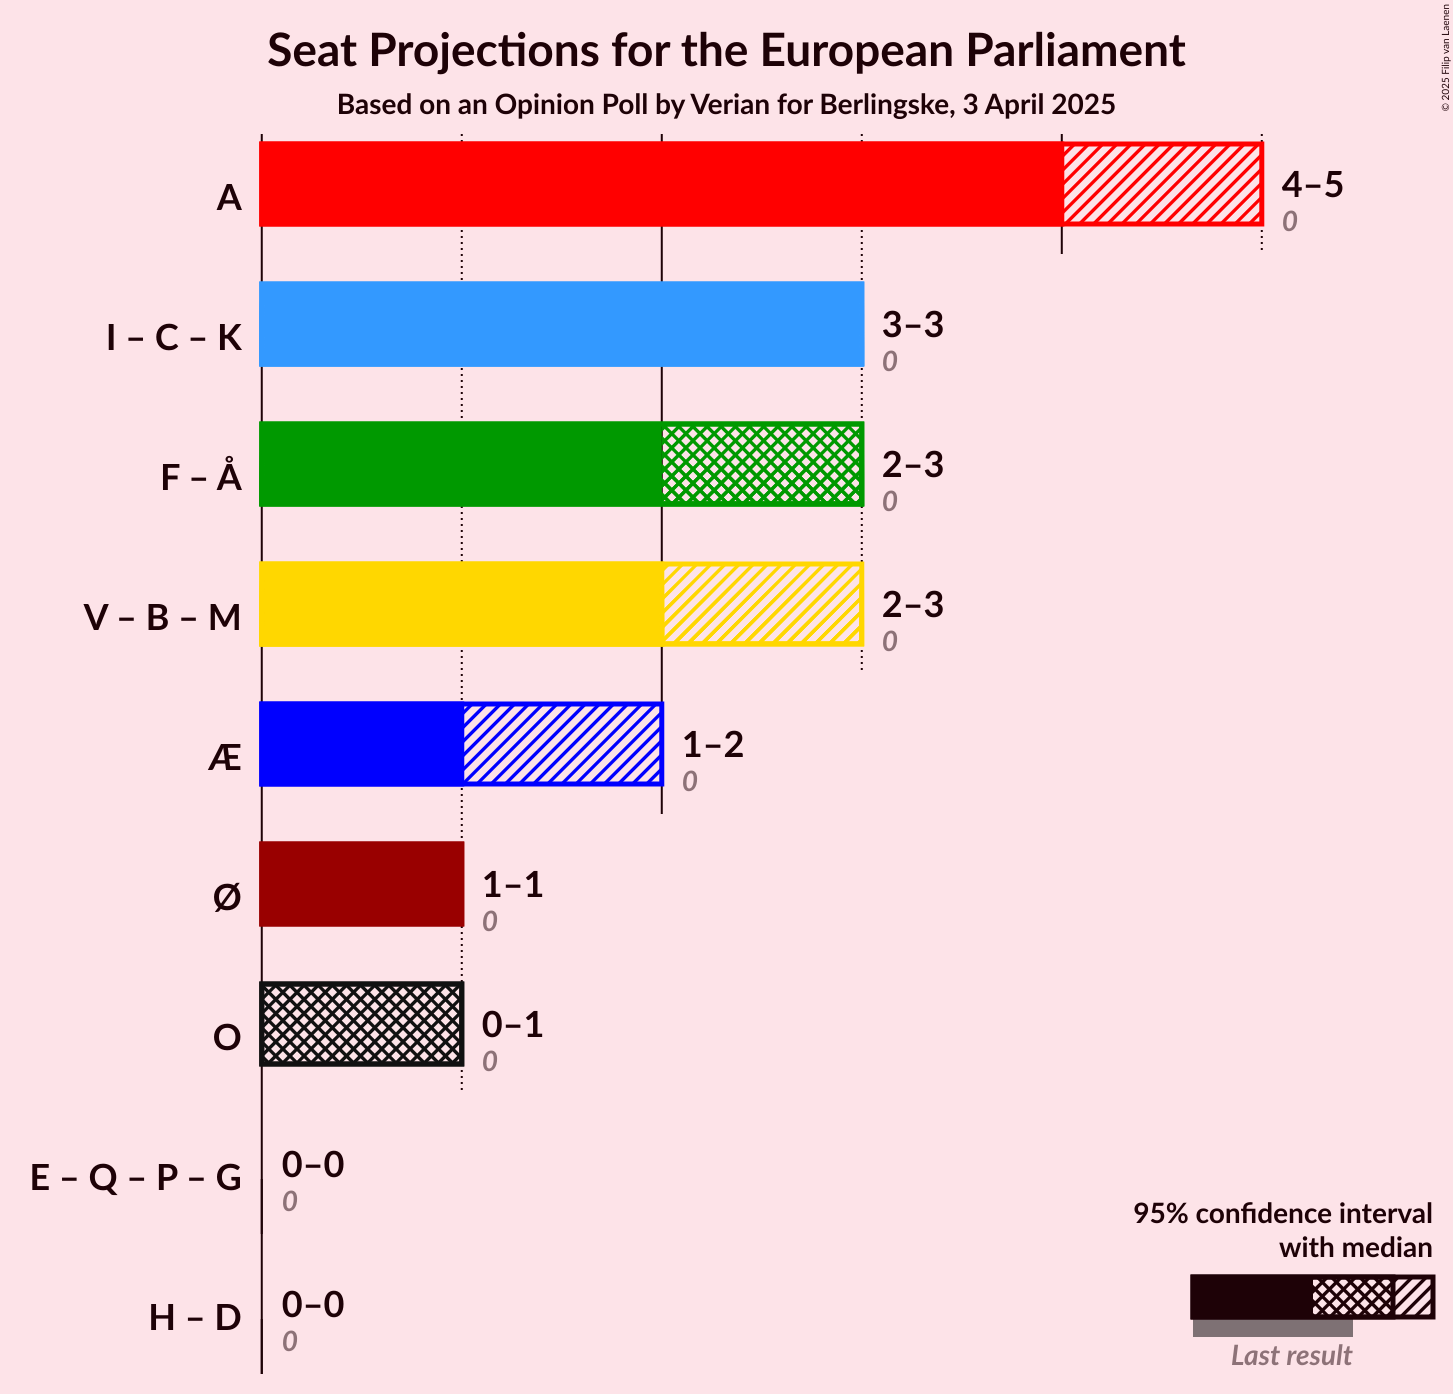 Seat Projections for the European Parliament
Based on an Opinion Poll by Verian for Berlingske, 3 April 2025
© 2025 Filip van Laenen
A
4–5
0
I – C – K
3–3
0
F – Å
2–3
0
V – B – M
2–3
0
Æ
1–2
0
Ø
1–1
0
O
0–1
0
E – Q – P – G
0–0
0
H – D
0–0
0
95% confidence interval
with median
Last result